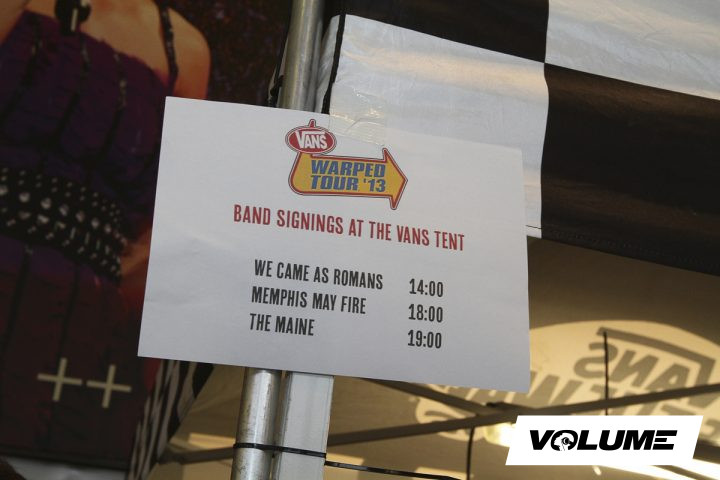 VANS
WARPED
TOUR '13
BAND SIGNINGS AT THE VANS TENT
WE CAME AS ROMANS 14:00
MEMPHIS MAY FIRE 18:00
THE MAINE 19:00
VANS
VOLUME